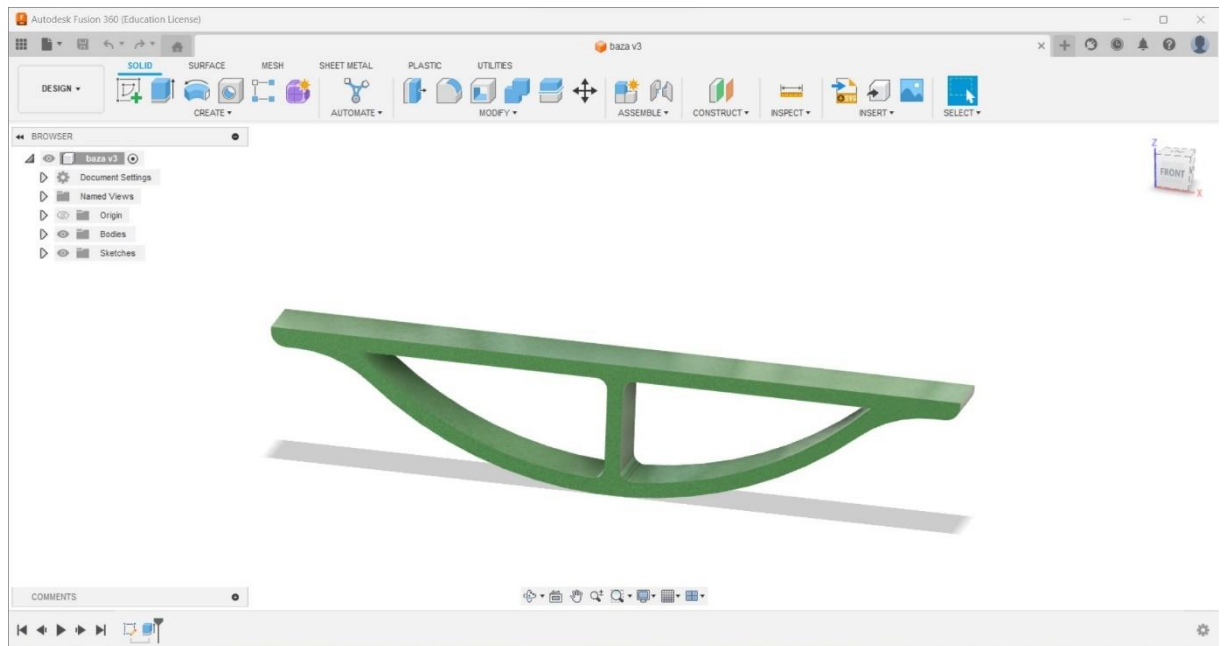 Autodesk Fusion 360 (Education License)
baza v3
SOLID SURFACE MESH SHEET METAL PLASTIC UTILITIES
DESIGN
CREATE AUTOMATE MODIFY ASSEMBLE CONSTRUCT INSPECT INSERT SELECT
BROWSER
baza v3
Document Settings
Named Views
Origin
Bodies
Sketches
Z
FRONT
X
COMMENTS